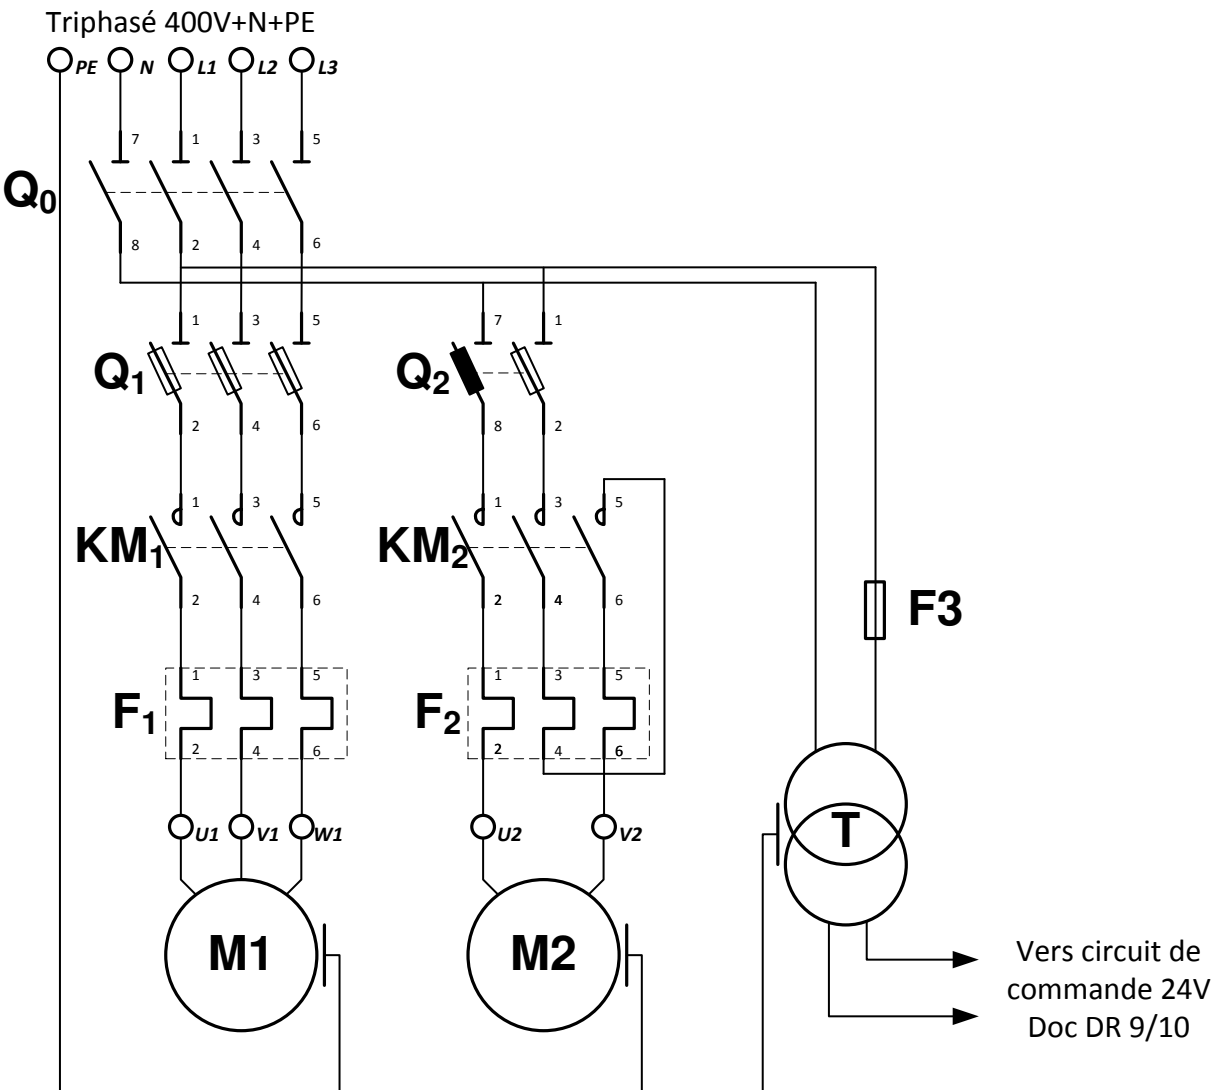 Triphasé 400V+N+PE
PE N L1 L2 L3
7 1 3 5
Q0
8 2 4 6
1 3 5 7 1
Q1 Q2
2 4 6 8 2
1 3 5 1 3 5
KM1 KM2
2 4 6 2 4 6
F3
1 3 5 1 3 5
F1 F2
2 4 6 2 4 6
U1 V1 W1 U2 V2
T
M1 M2
Vers circuit de
commande 24V
Doc DR 9/10